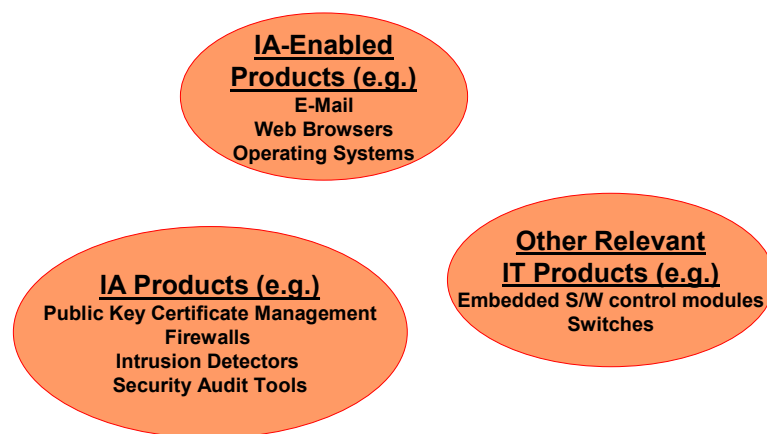 IA-Enabled
Products (e.g.)
E-Mail
Web Browsers
Operating Systems
Other Relevant
IT Products (e.g.)
Embedded S/W control modules
Switches
IA Products (e.g.)
Public Key Certificate Management
Firewalls
Intrusion Detectors
Security Audit Tools